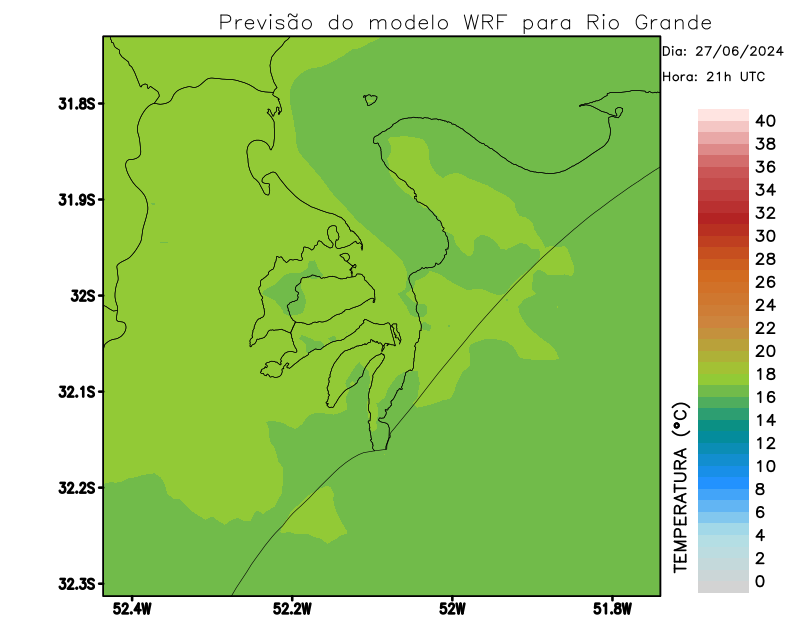 Previsão do modelo WRF para Rio Grande
Dia: 27/06/2024
Hora: 21h UTC
31.8S
31.9S
32S
32.1S
32.2S
32.3S
52.4W
52.2W
52W
51.8W
40
38
36
34
32
30
28
26
24
22
20
18
16
14
12
10
8
6
4
2
0
TEMPERATURA (°C)